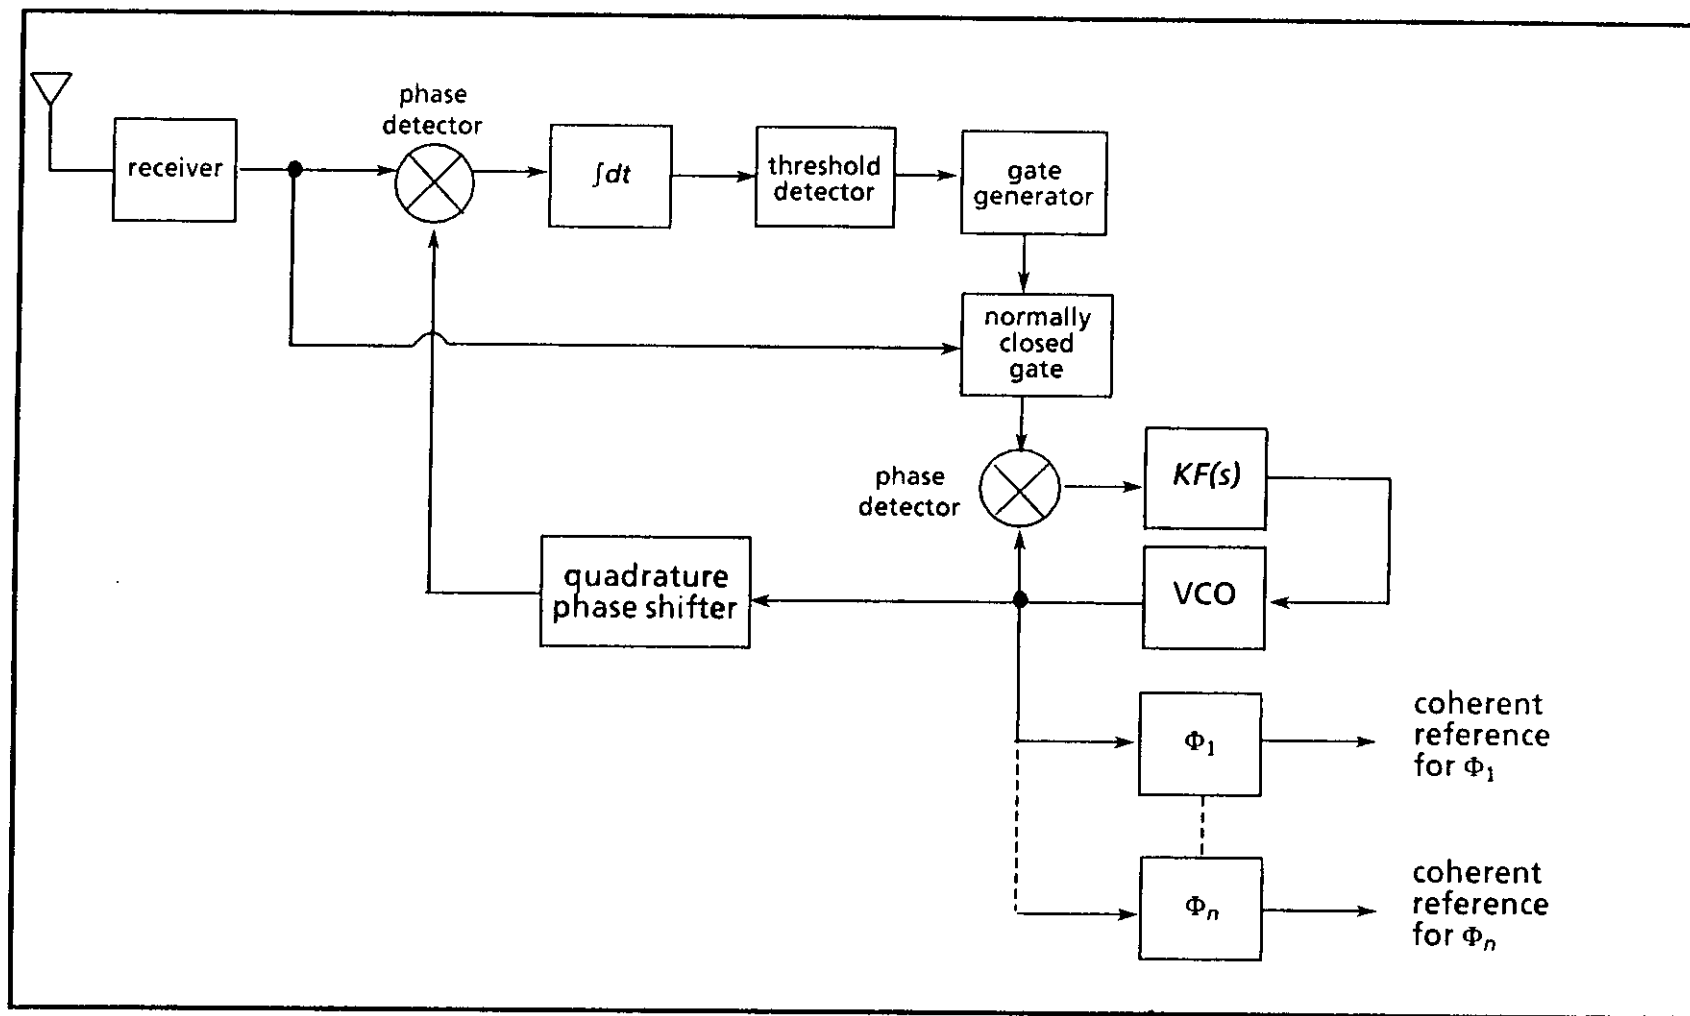 phase
detector
receiver
∫dt
threshold
detector
gate
generator
normally
closed
gate
phase
detector
KF(s)
quadrature
phase shifter
VCO
Φ1
coherent
reference
for Φ1
Φn
coherent
reference
for Φn